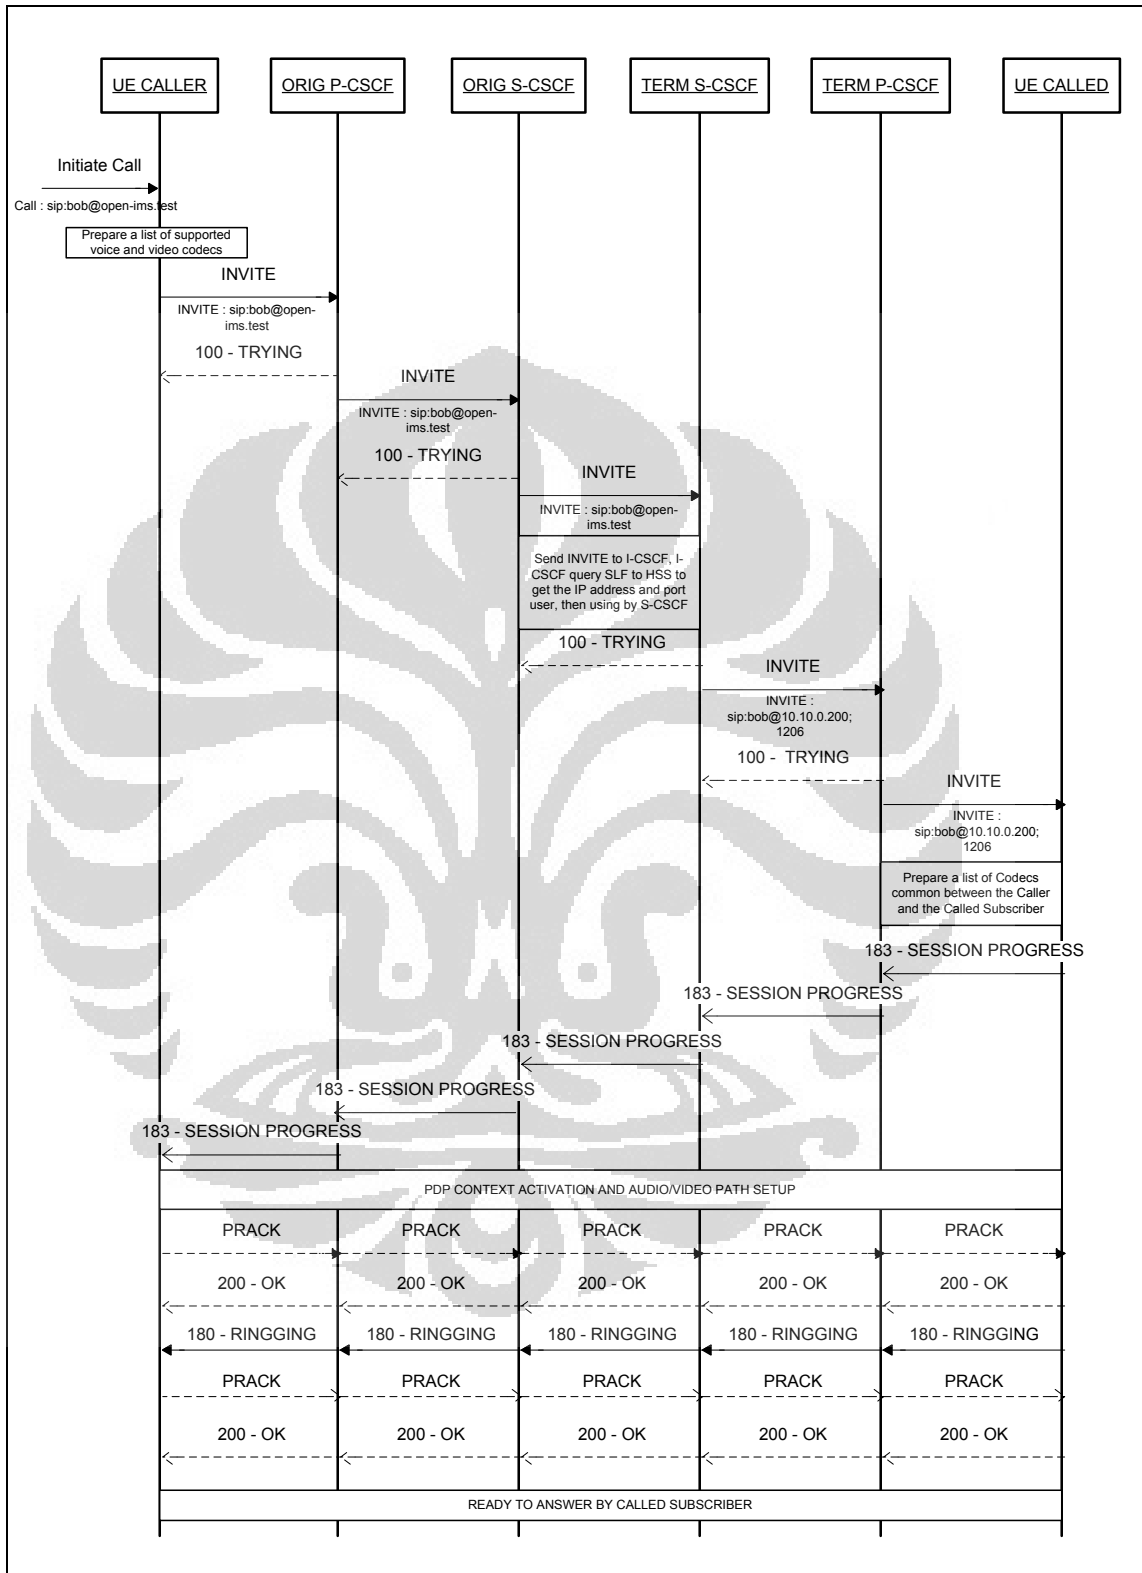 UE CALLER
ORIG P-CSCF
ORIG S-CSCF
TERM S-CSCF
TERM P-CSCF
UE CALLED
Initiate Call
Call : sip:bob@open-ims.test
Prepare a list of supported
voice and video codecs
INVITE
INVITE : sip:bob@open-
ims.test
100 - TRYING
INVITE
INVITE : sip:bob@open-
ims.test
100 - TRYING
INVITE
INVITE : sip:bob@open-
ims.test
Send INVITE to I-CSCF, I-
CSCF query SLF to HSS to
get the IP address and port
user, then using by S-CSCF
100 - TRYING
INVITE
INVITE :
sip:bob@10.10.0.200;
1206
100 - TRYING
INVITE
INVITE :
sip:bob@10.10.0.200;
1206
Prepare a list of Codecs
common between the Caller
and the Called Subscriber
183 - SESSION PROGRESS
183 - SESSION PROGRESS
183 - SESSION PROGRESS
183 - SESSION PROGRESS
183 - SESSION PROGRESS
PDP CONTEXT ACTIVATION AND AUDIO/VIDEO PATH SETUP
PRACK PRACK PRACK PRACK PRACK
200 - OK 200 - OK 200 - OK 200 - OK 200 - OK
180 - RINGGING 180 - RINGGING 180 - RINGGING 180 - RINGGING 180 - RINGGING
PRACK PRACK PRACK PRACK PRACK
200 - OK 200 - OK 200 - OK 200 - OK 200 - OK
READY TO ANSWER BY CALLED SUBSCRIBER